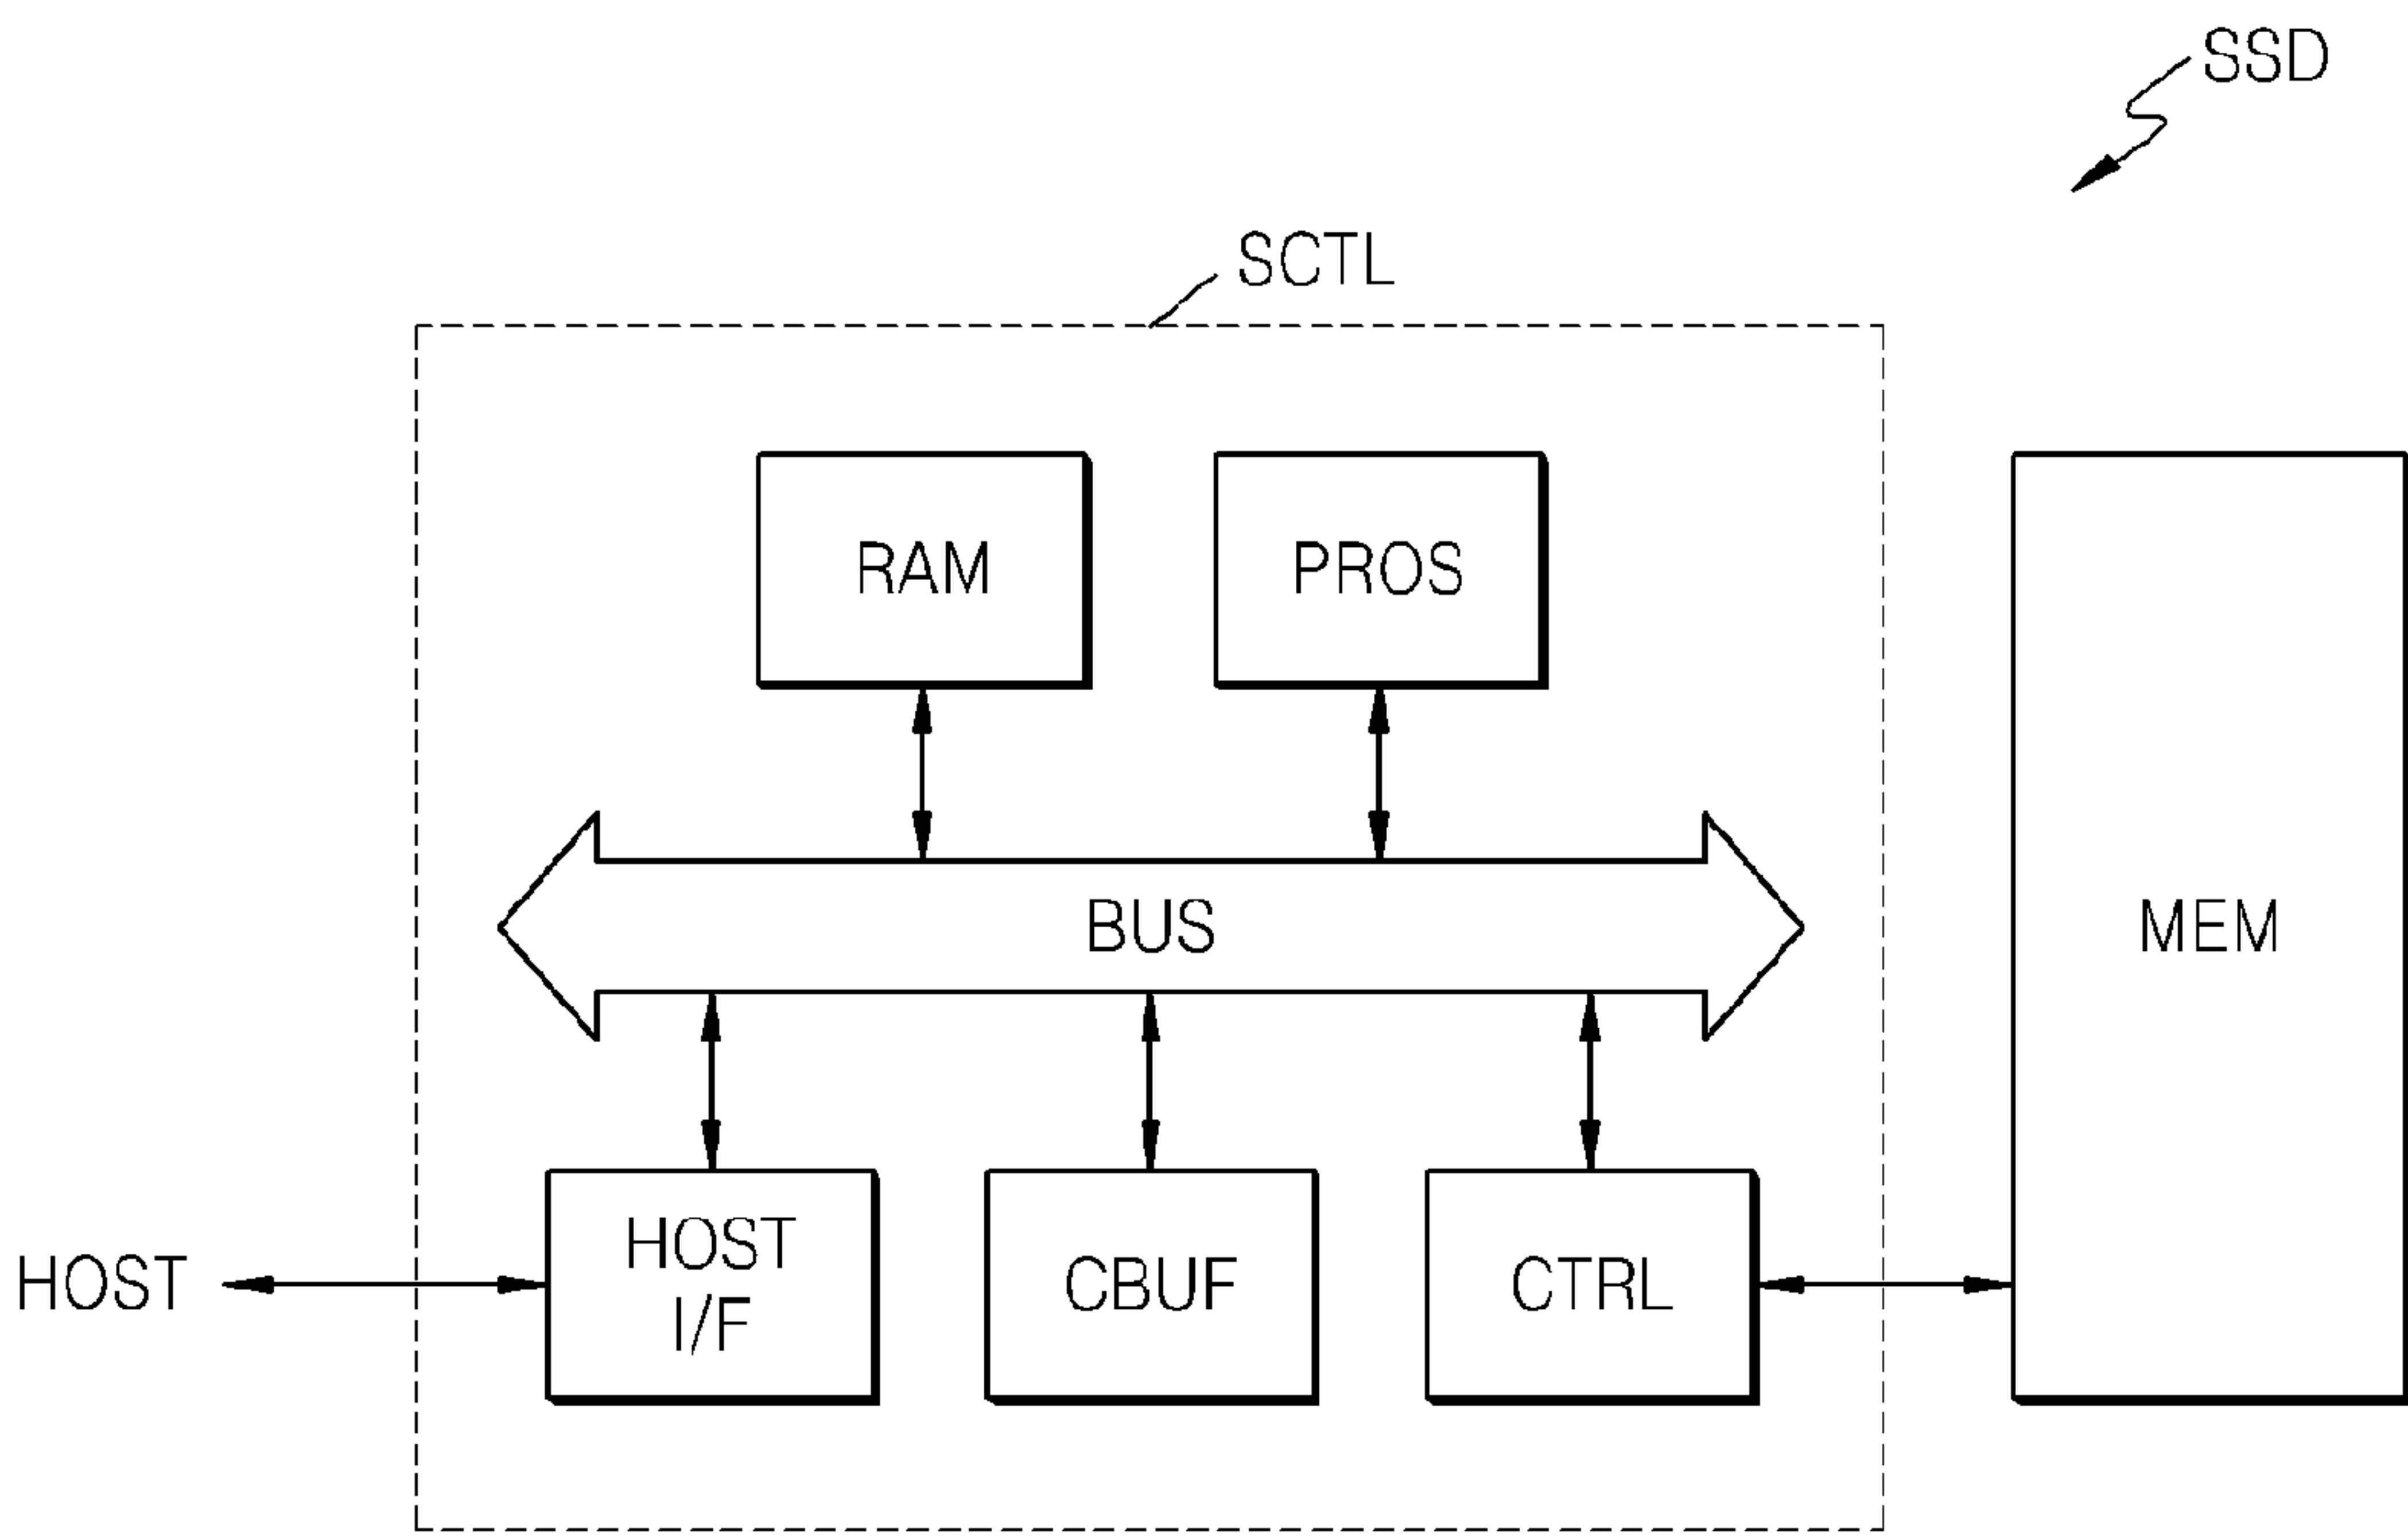 SSD
SCTL
RAM
PROS
BUS
MEM
HOST
HOST
I/F
CBUF
CTRL